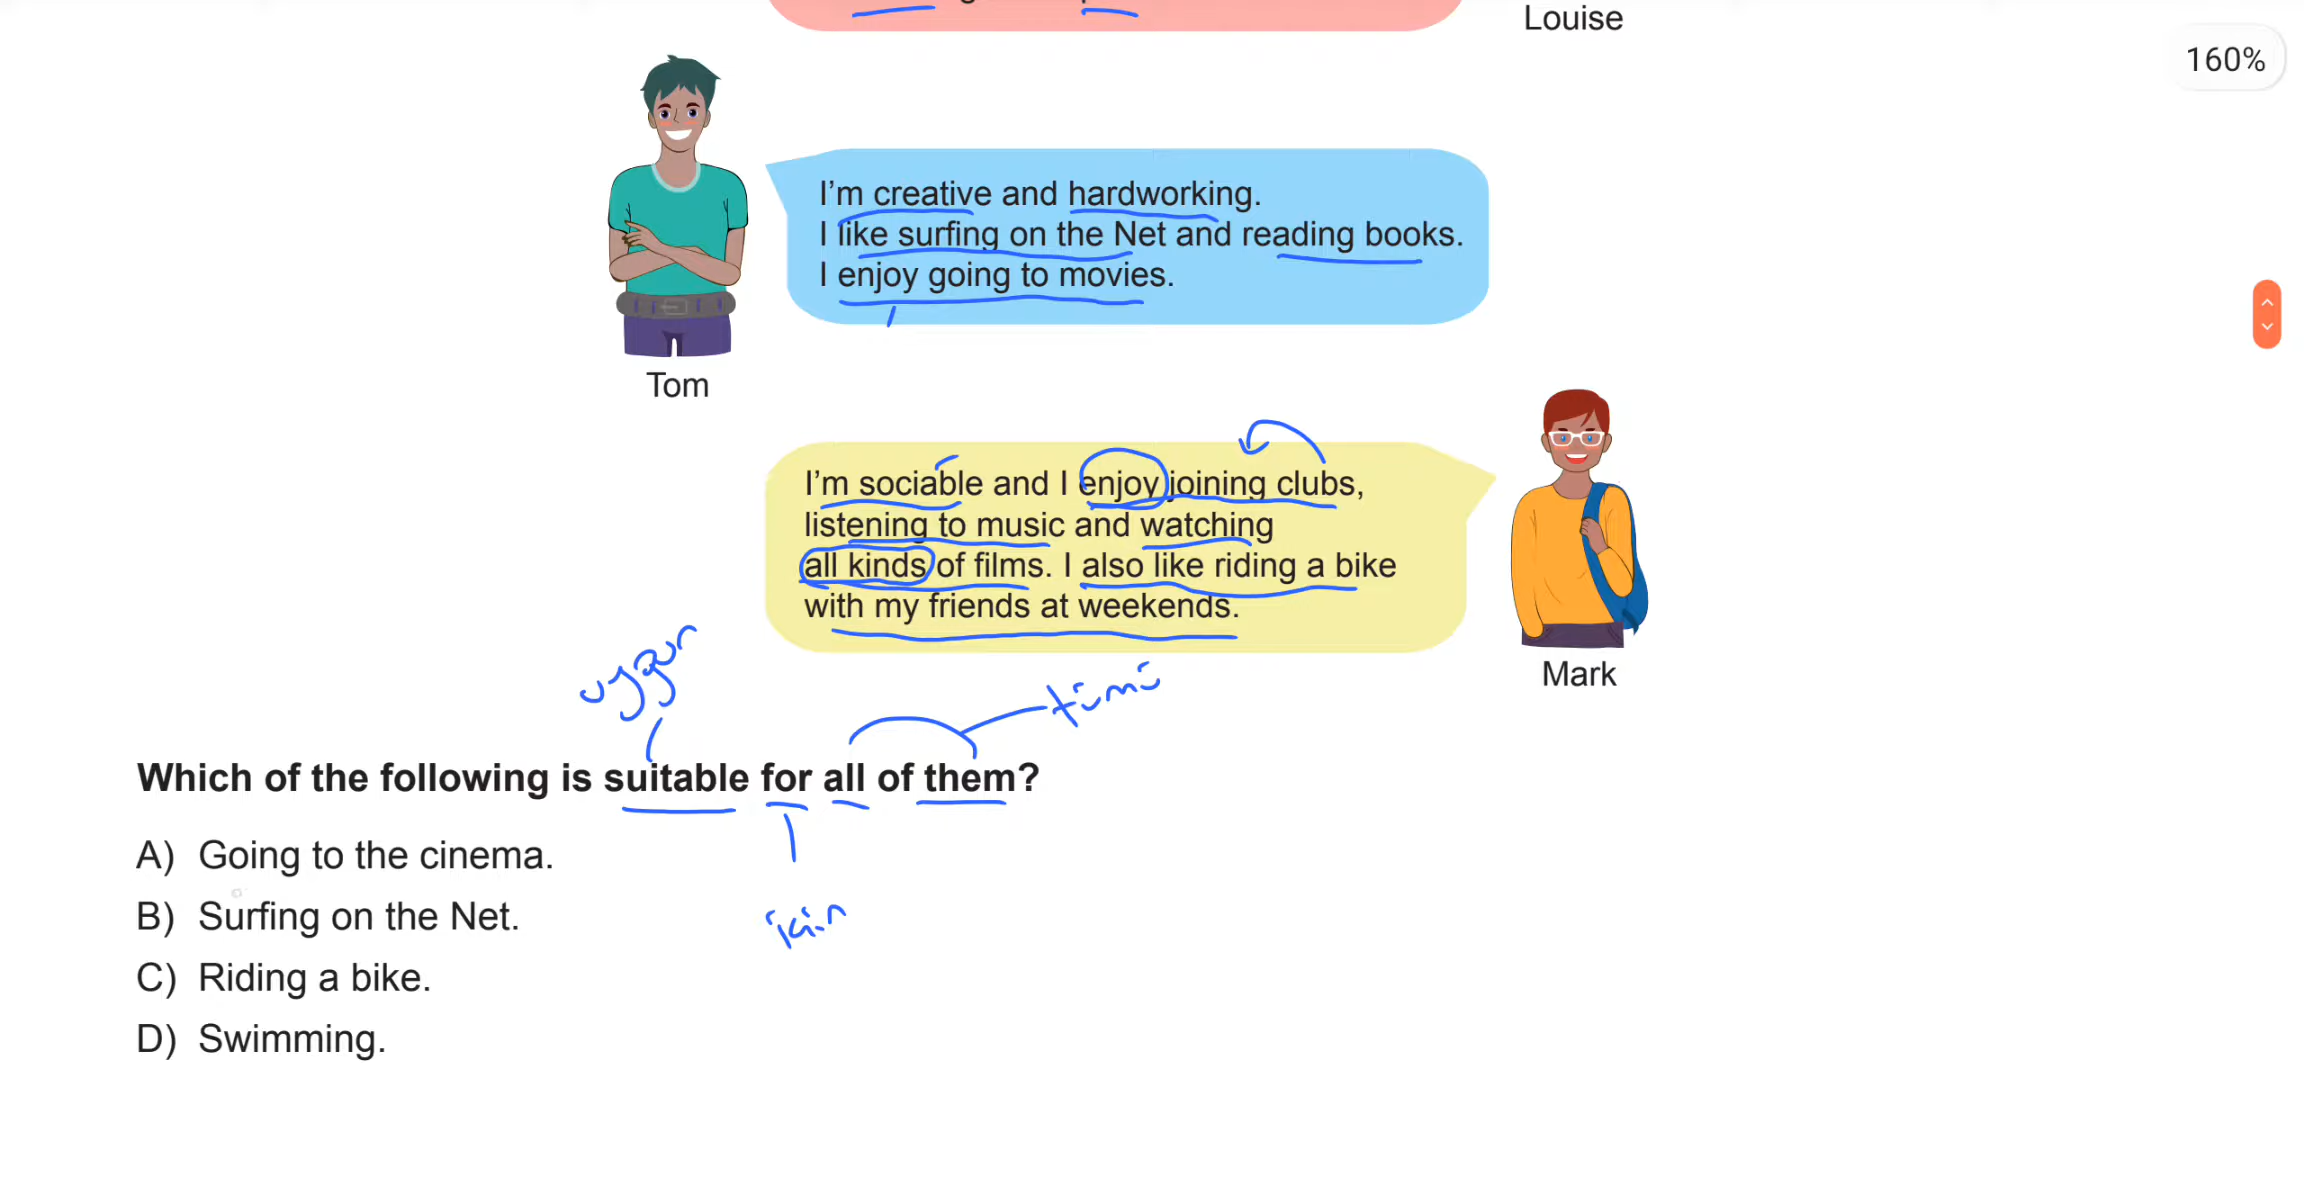 Louise
160%
I'm creative and hardworking.
I like surfing on the Net and reading books.
I enjoy going to movies.
Tom
I'm sociable and I enjoy joining clubs,
listening to music and watching
all kinds of films. I also like riding a bike
with my friends at weekends.
Mark
uygun
tümü
Which of the following is suitable for all of them?
için
A) Going to the cinema.
B) Surfing on the Net.
C) Riding a bike.
D) Swimming.